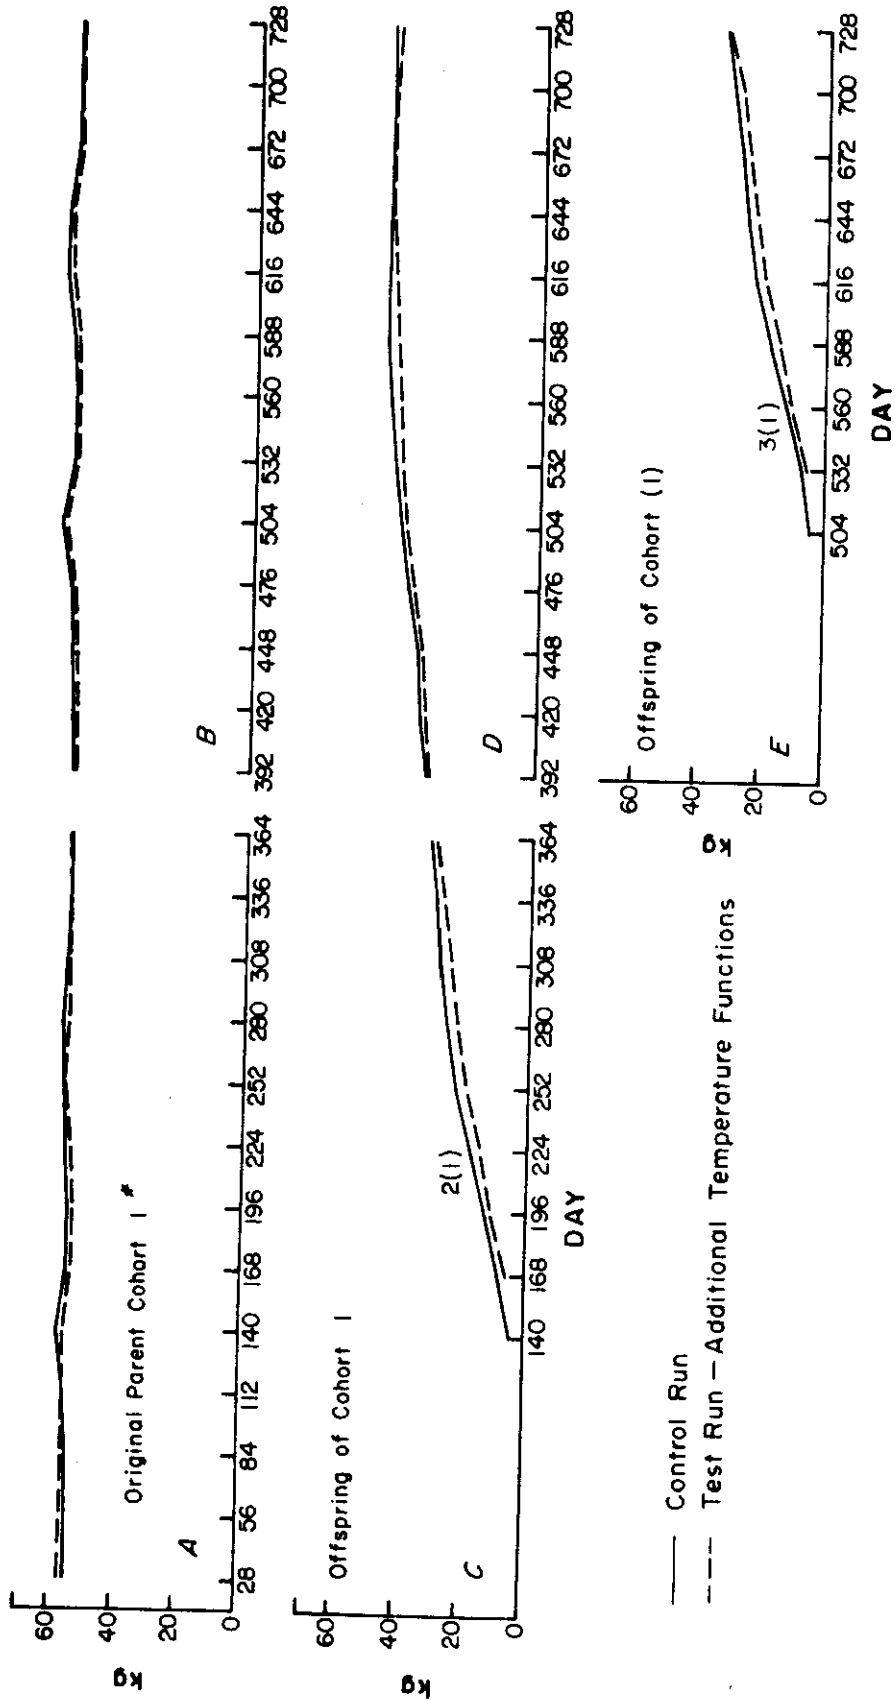 kg
60
40
20
0
Original Parent Cohort 1 *
A
28 56 84 112 140 168 196 224 252 280 308 336 364
B
392 420 448 476 504 532 560 588 616 644 672 700 728
kg
60
40
20
0
Offspring of Cohort 1
2(1)
C
140 168 196 224 252 280 308 336 364
DAY
D
392 420 448 476 504 532 560 588 616 644 672 700 728
kg
60
40
20
0
Offspring of Cohort (1)
3(1)
E
504 532 560 588 616 644 672 700 728
DAY
Control Run
Test Run – Additional Temperature Functions